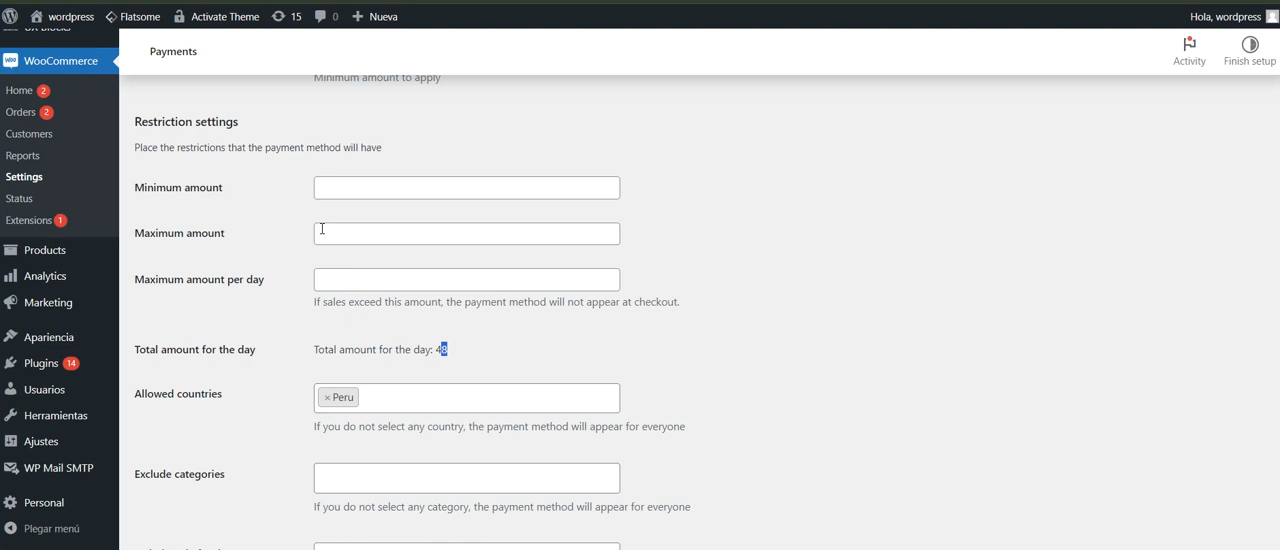 wordpress Flatsome Activate Theme 15 0 Nueva Hola, wordpress
UX Blocks
WooCommerce
Home 2
Orders 2
Customers
Reports
Settings
Status
Extensions 1
Products
Analytics
Marketing
Apariencia
Plugins 14
Usuarios
Herramientas
Ajustes
WP Mail SMTP
Personal
Plegar menú
Payments
Activity Finish setup
Minimum amount to apply
Restriction settings
Place the restrictions that the payment method will have
Minimum amount
Maximum amount
Maximum amount per day
If sales exceed this amount, the payment method will not appear at checkout.
Total amount for the day Total amount for the day: 48
Allowed countries × Peru
If you do not select any country, the payment method will appear for everyone
Exclude categories
If you do not select any category, the payment method will appear for everyone